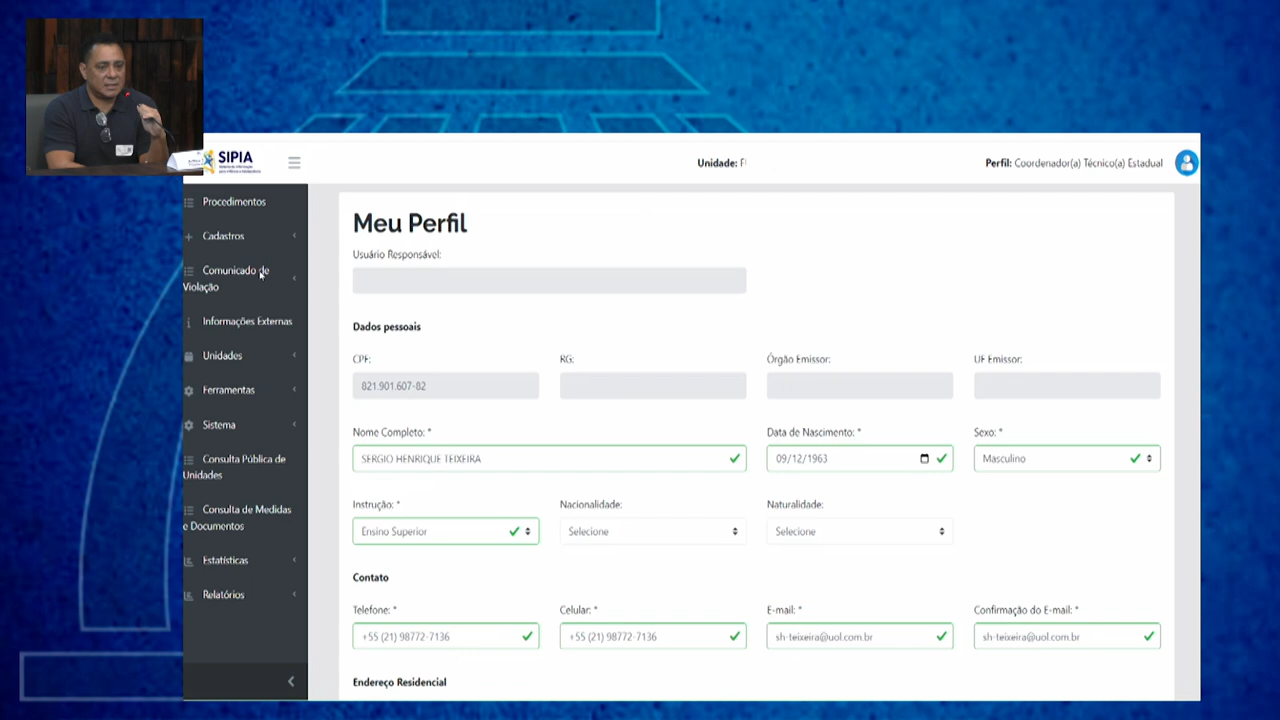 SIPIA
Unidade:
Perfil: Coordenador(a) Técnico(a) Estadual
Procedimentos
Cadastros
Comunicado de
Violação
Informações Externas
Unidades
Ferramentas
Sistema
Consulta Pública de
Unidades
Consulta de Medidas
e Documentos
Estatísticas
Relatórios
Meu Perfil
Usuário Responsável:
Dados pessoais
CPF: RG: Órgão Emissor: UF Emissor:
821.901.607-82
Nome Completo: * Data de Nascimento: * Sexo: *
SERGIO HENRIQUE TEIXEIRA 09/12/1963 Masculino
Instrução: * Nacionalidade: Naturalidade:
Ensino Superior Selecione Selecione
Contato
Telefone: * Celular: * E-mail: * Confirmação do E-mail: *
+55 (21) 98772-7136 +55 (21) 98772-7136 sh-teixeira@uol.com.br sh-teixeira@uol.com.br
Endereço Residencial